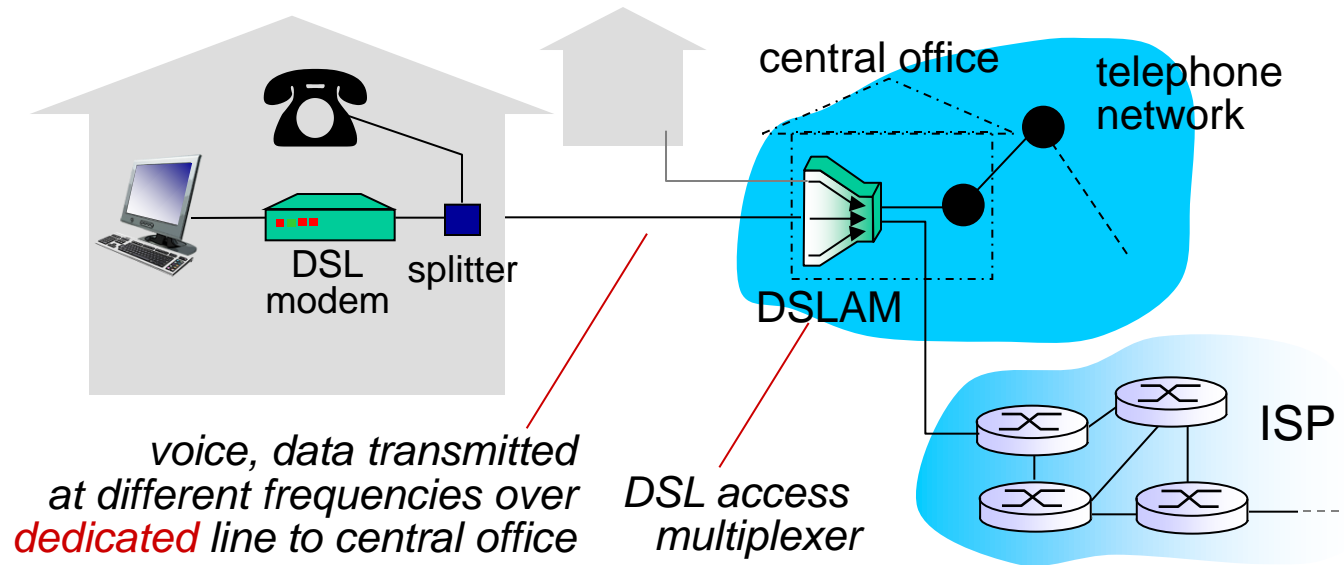 central office
telephone
network
DSL
modem
splitter
DSLAM
ISP
voice, data transmitted
at different frequencies over
dedicated line to central office
DSL access
multiplexer